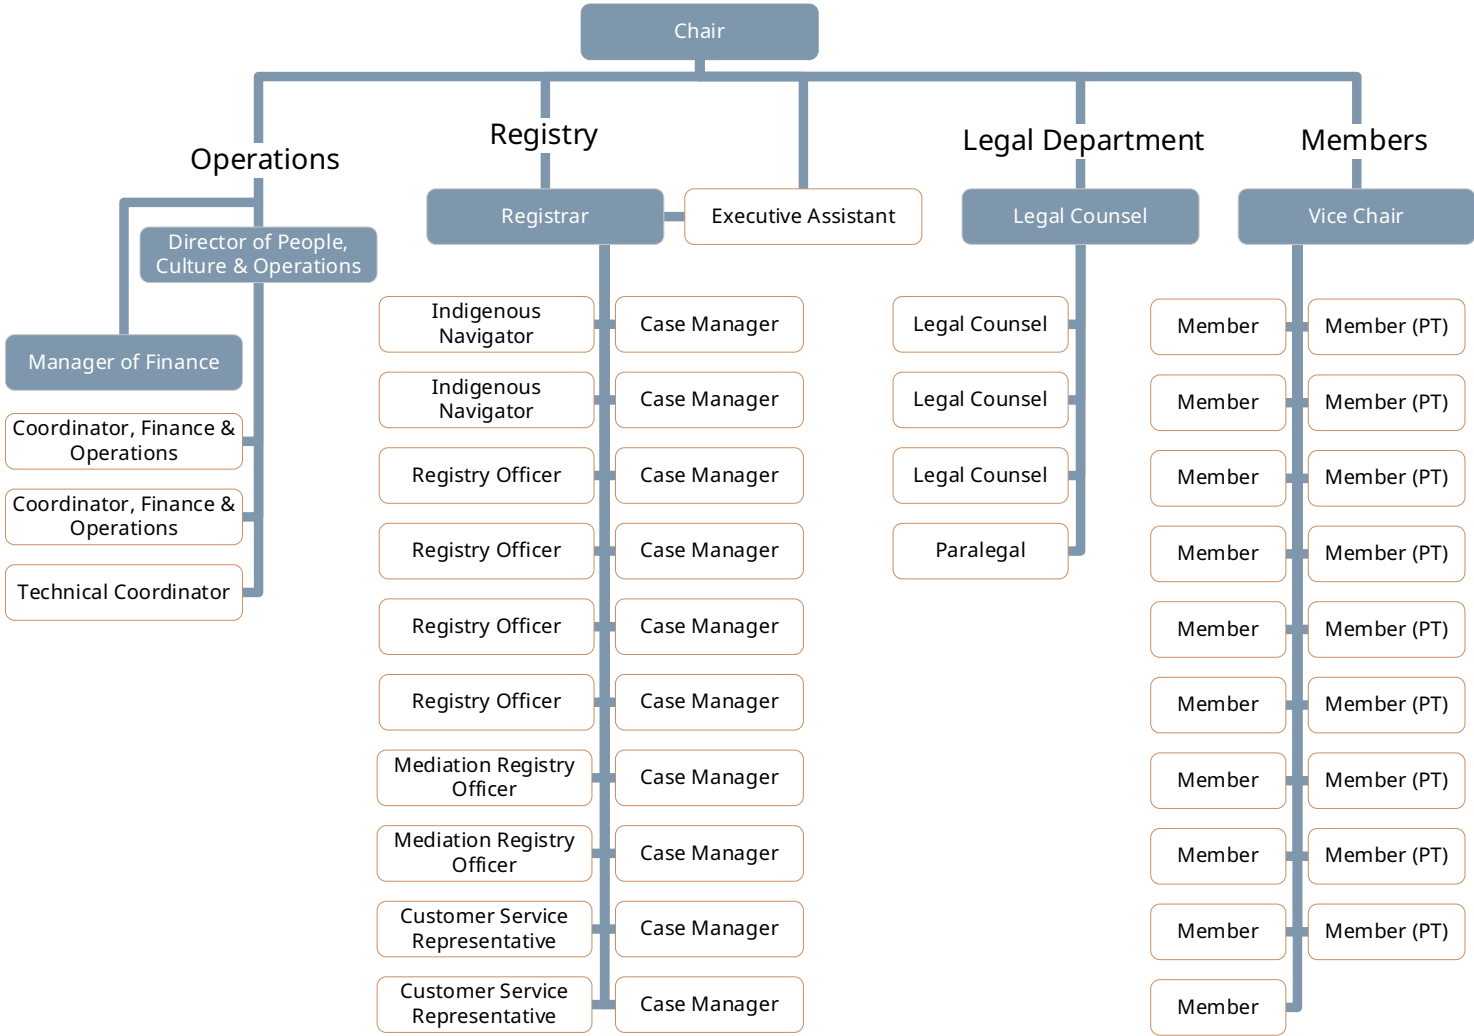 Chair
Operations
Registry
Legal Department
Members
Registrar
Executive Assistant
Legal Counsel
Vice Chair
Director of People,
Culture & Operations
Manager of Finance
Coordinator, Finance &
Operations
Coordinator, Finance &
Operations
Technical Coordinator
Indigenous
Navigator
Case Manager
Indigenous
Navigator
Case Manager
Registry Officer
Case Manager
Registry Officer
Case Manager
Registry Officer
Case Manager
Registry Officer
Case Manager
Mediation Registry
Officer
Case Manager
Mediation Registry
Officer
Case Manager
Customer Service
Representative
Case Manager
Customer Service
Representative
Case Manager
Legal Counsel
Legal Counsel
Legal Counsel
Paralegal
Member
Member (PT)
Member
Member (PT)
Member
Member (PT)
Member
Member (PT)
Member
Member (PT)
Member
Member (PT)
Member
Member (PT)
Member
Member (PT)
Member
Member (PT)
Member